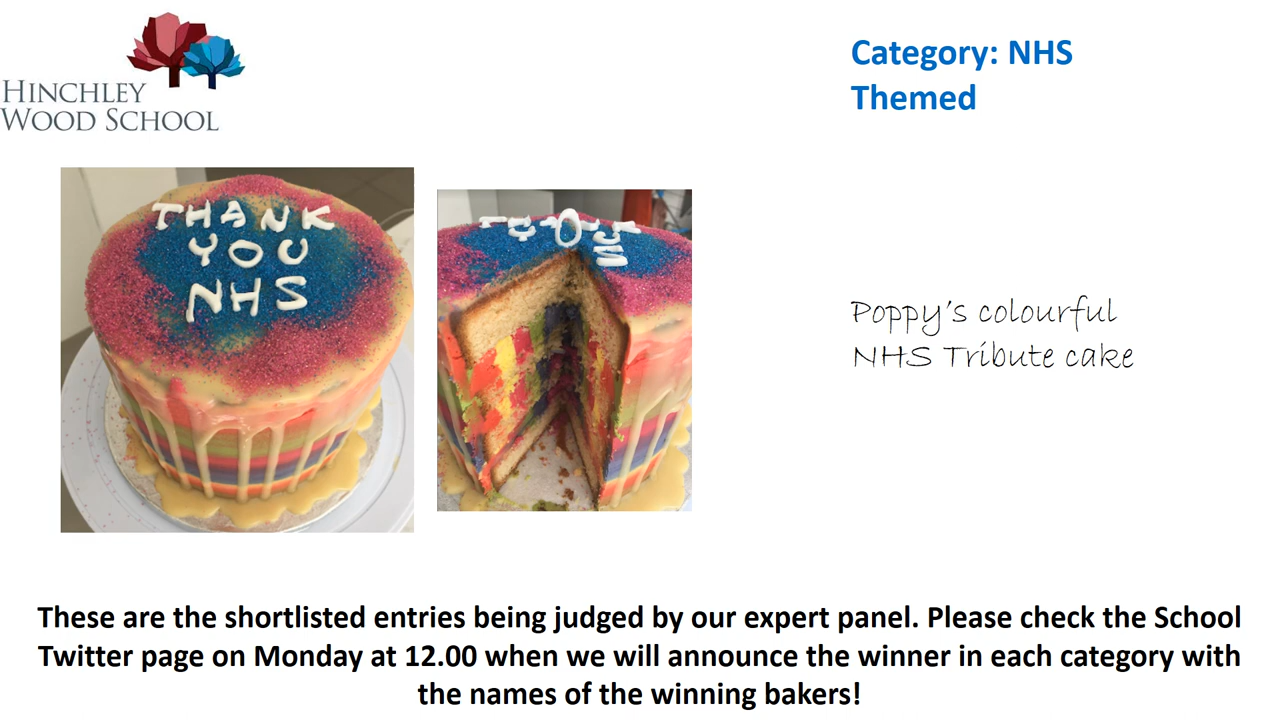 HINCHLEY
WOOD SCHOOL
Category: NHS
Themed
THANK
YOU
NHS
Poppy's colourful
NHS Tribute cake
These are the shortlisted entries being judged by our expert panel. Please check the School
Twitter page on Monday at 12.00 when we will announce the winner in each category with
the names of the winning bakers!